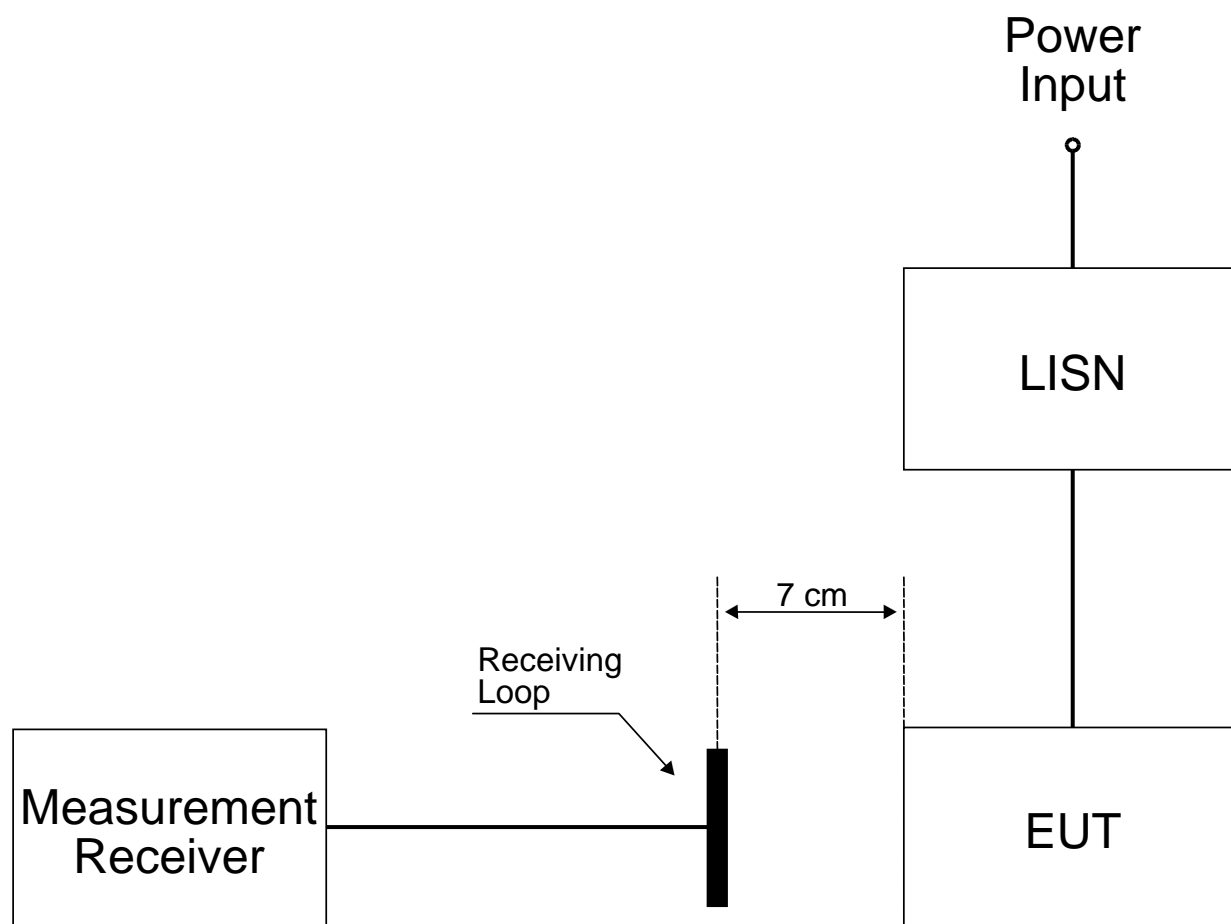 Power
Input
LISN
7 cm
Receiving
Loop
Measurement
Receiver
EUT